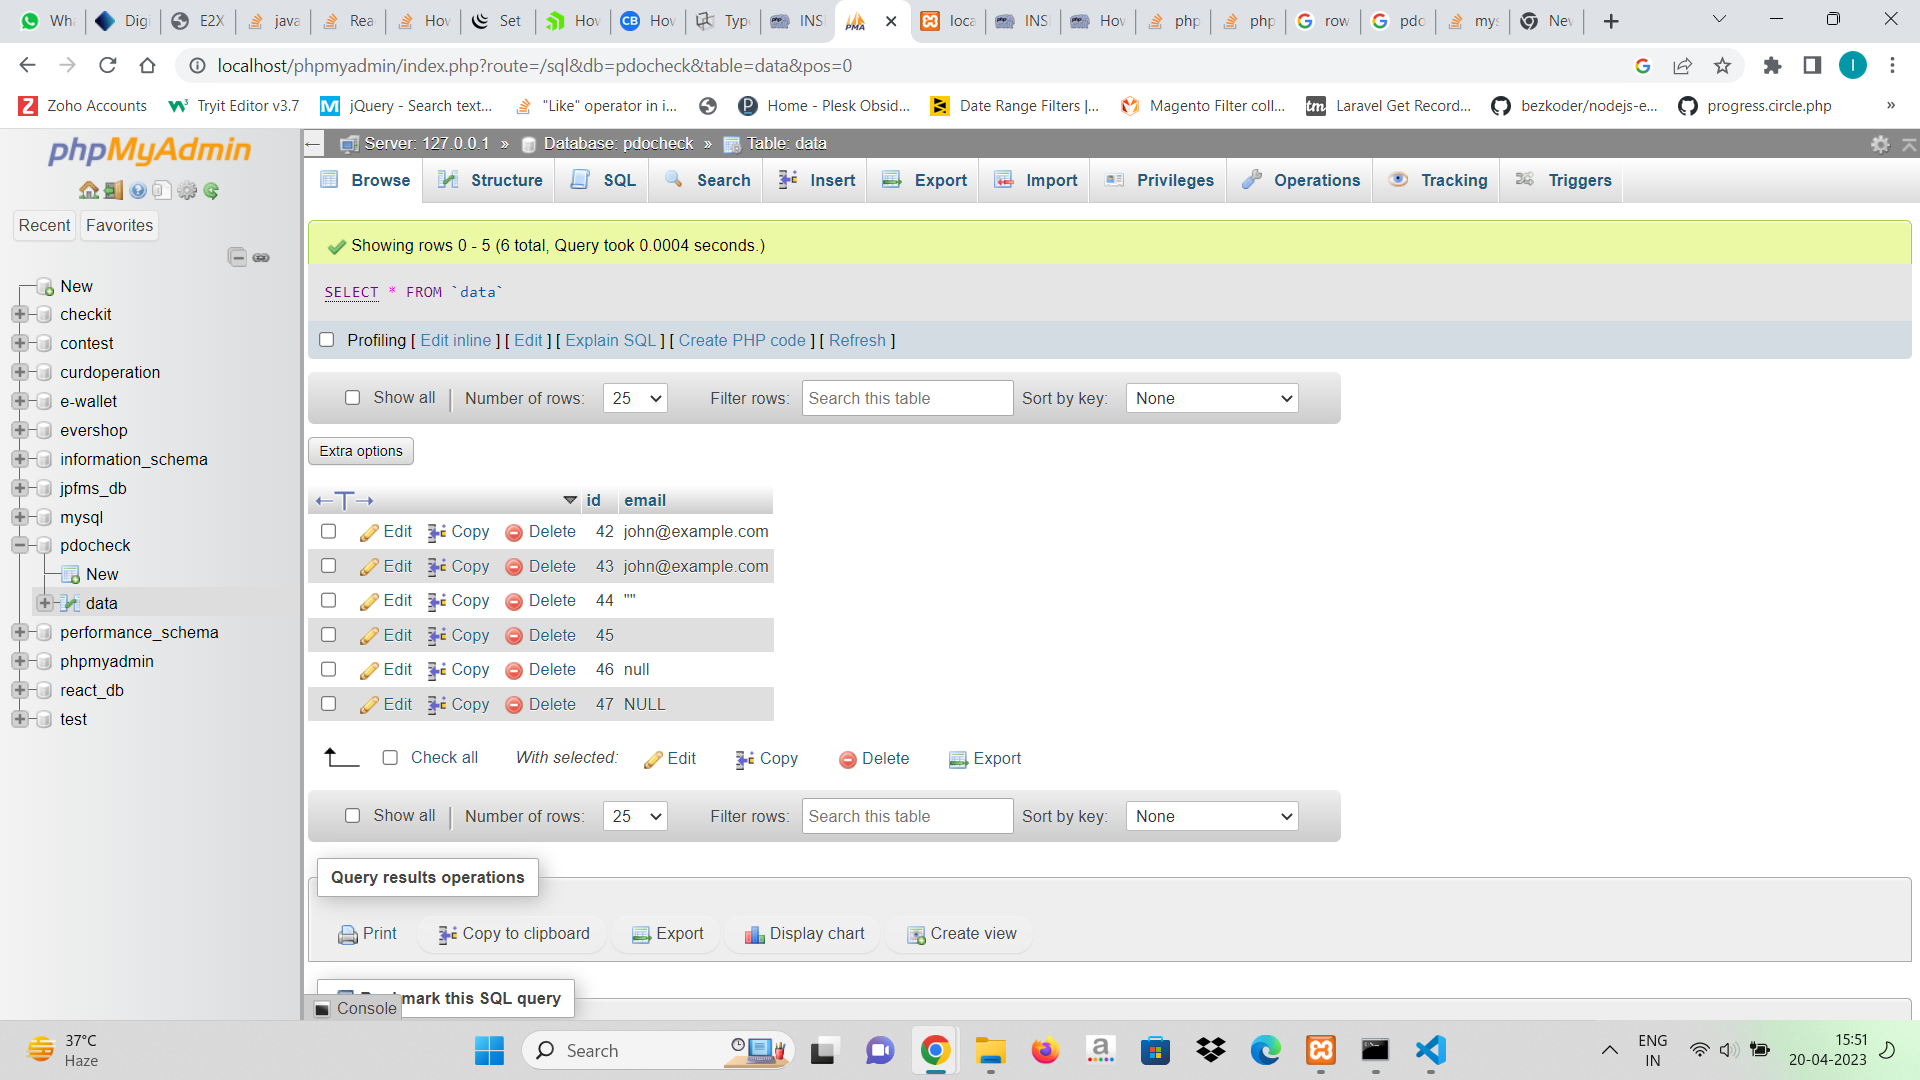 Wha
Digi
E2X
java
Rea
How
Set
How
How
Type
INS
loca
INS
How
php
php
row
pdo
mys
New
localhost/phpmyadmin/index.php?route=/sql&db=pdocheck&table=data&pos=0
I
Zoho Accounts
Tryit Editor v3.7
jQuery - Search text...
"Like" operator in i...
Home - Plesk Obsid...
Date Range Filters |...
Magento Filter coll...
Laravel Get Record...
bezkoder/nodejs-e...
progress.circle.php
»
phpMyAdmin
Recent
Favorites
New
checkit
contest
curdoperation
e-wallet
evershop
information_schema
jpfms_db
mysql
pdocheck
New
data
performance_schema
phpmyadmin
react_db
test
Server: 127.0.0.1 » Database: pdocheck » Table: data
Browse
Structure
SQL
Search
Insert
Export
Import
Privileges
Operations
Tracking
Triggers
Showing rows 0 - 5 (6 total, Query took 0.0004 seconds.)
SELECT * FROM `data`
Profiling [ Edit inline ] [ Edit ] [ Explain SQL ] [ Create PHP code ] [ Refresh ]
Show all | Number of rows: 25 Filter rows: Search this table Sort by key: None
Extra options
←T→ id email
Edit Copy Delete 42 john@example.com
Edit Copy Delete 43 john@example.com
Edit Copy Delete 44 ""
Edit Copy Delete 45
Edit Copy Delete 46 null
Edit Copy Delete 47 NULL
Check all With selected: Edit Copy Delete Export
Show all | Number of rows: 25 Filter rows: Search this table Sort by key: None
Query results operations
Print Copy to clipboard Export Display chart Create view
mark this SQL query
Console
37°C
Haze
Search
ENG
IN
15:51
20-04-2023